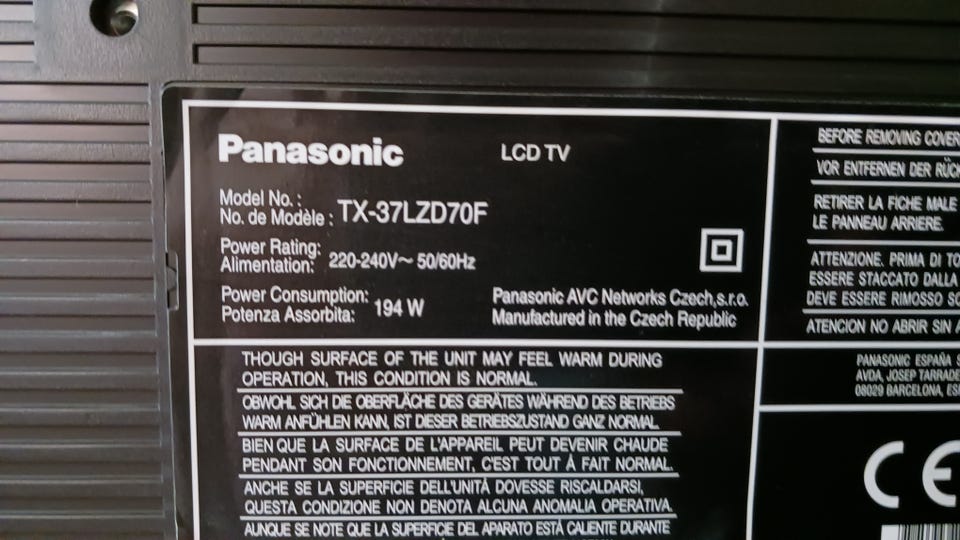 Panasonic
LCD TV
Model No. :
No. de Modèle : TX-37LZD70F
Power Rating:
Alimentation: 220-240V~ 50/60Hz
Power Consumption:
Potenza Assorbita: 194 W
Panasonic AVC Networks Czech,s.r.o.
Manufactured in the Czech Republic
THOUGH SURFACE OF THE UNIT MAY FEEL WARM DURING
OPERATION, THIS CONDITION IS NORMAL.
OBWOHL SICH DIE OBERFLÄCHE DES GERÄTES WÄHREND DES BETRIEBS
WARM ANFÜHLEN KANN, IST DIESER BETRIEBSZUSTAND GANZ NORMAL.
BIEN QUE LA SURFACE DE L'APPAREIL PEUT DEVENIR CHAUDE
PENDANT SON FONCTIONNEMENT, C'EST TOUT Á FAIT NORMAL.
ANCHE SE LA SUPERFICIE DELL'UNITÁ DOVESSE RISCALDARSI,
QUESTA CONDIZIONE NON DENOTA ALCUNA ANOMALIA OPERATIVA.
AUNQUE SE NOTE QUE LA SUPERFICIE DEL APARATO ESTÁ CALIENTE DURANTE
BEFORE REMOVING COVER
VOR ENTFERNEN DER RÜCK
RETIRER LA FICHE MALE
LE PANNEAU ARRIERE.
ATTENZIONE. PRIMA DI TO
ESSERE STACCATO DALLA
DEVE ESSERE RIMOSSO SO
ATENCION NO ABRIR SIN A
PANASONIC ESPAÑA S
AVDA, JOSEP TARRADE
08029 BARCELONA, ES
CE